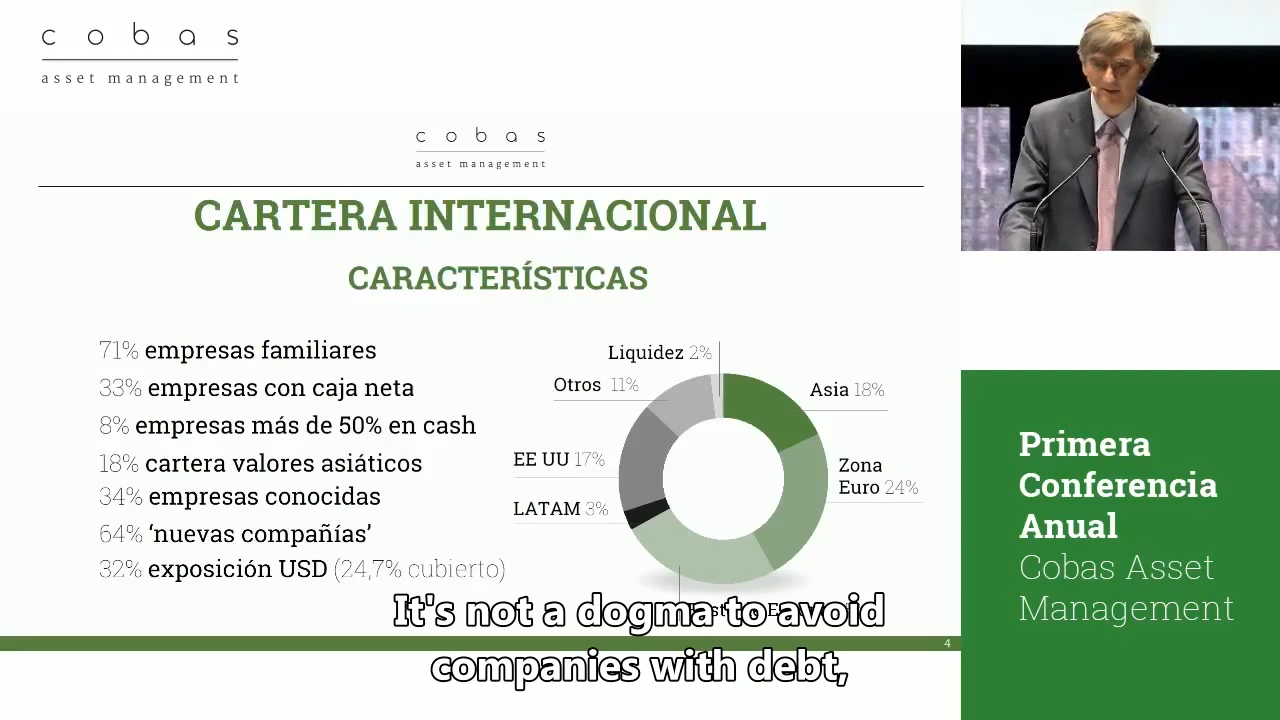 cobas
asset management
cobas
asset management
CARTERA INTERNACIONAL
CARACTERÍSTICAS
71% empresas familiares
33% empresas con caja neta
8% empresas más de 50% en cash
18% cartera valores asiáticos
34% empresas conocidas
64% ‘nuevas compañías’
32% exposición USD (24,7% cubierto)
Liquidez 2%
Otros 11%
Asia 18%
EE UU 17%
Zona
Euro 24%
LATAM 3%
4
Primera
Conferencia
Anual
Cobas Asset
Management
It's not a dogma to avoid
companies with debt,